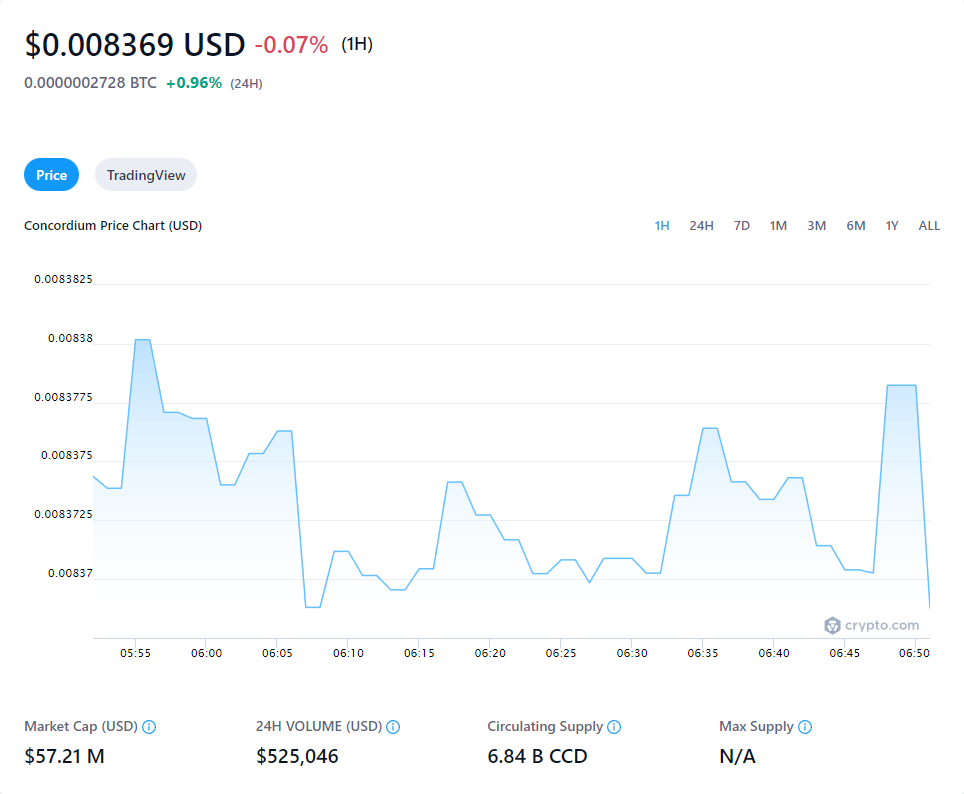 $0.008369 USD -0.07% (1H)
0.0000002728 BTC +0.96% (24H)
Price TradingView
Concordium Price Chart (USD) 1H 24H 7D 1M 3M 6M 1Y ALL
0.0083825
0.00838
0.0083775
0.008375
0.0083725
0.00837
crypto.com
05:55 06:00 06:05 06:10 06:15 06:20 06:25 06:30 06:35 06:40 06:45 06:50
Market Cap (USD) 24H VOLUME (USD) Circulating Supply Max Supply
$57.21 M $525,046 6.84 B CCD N/A